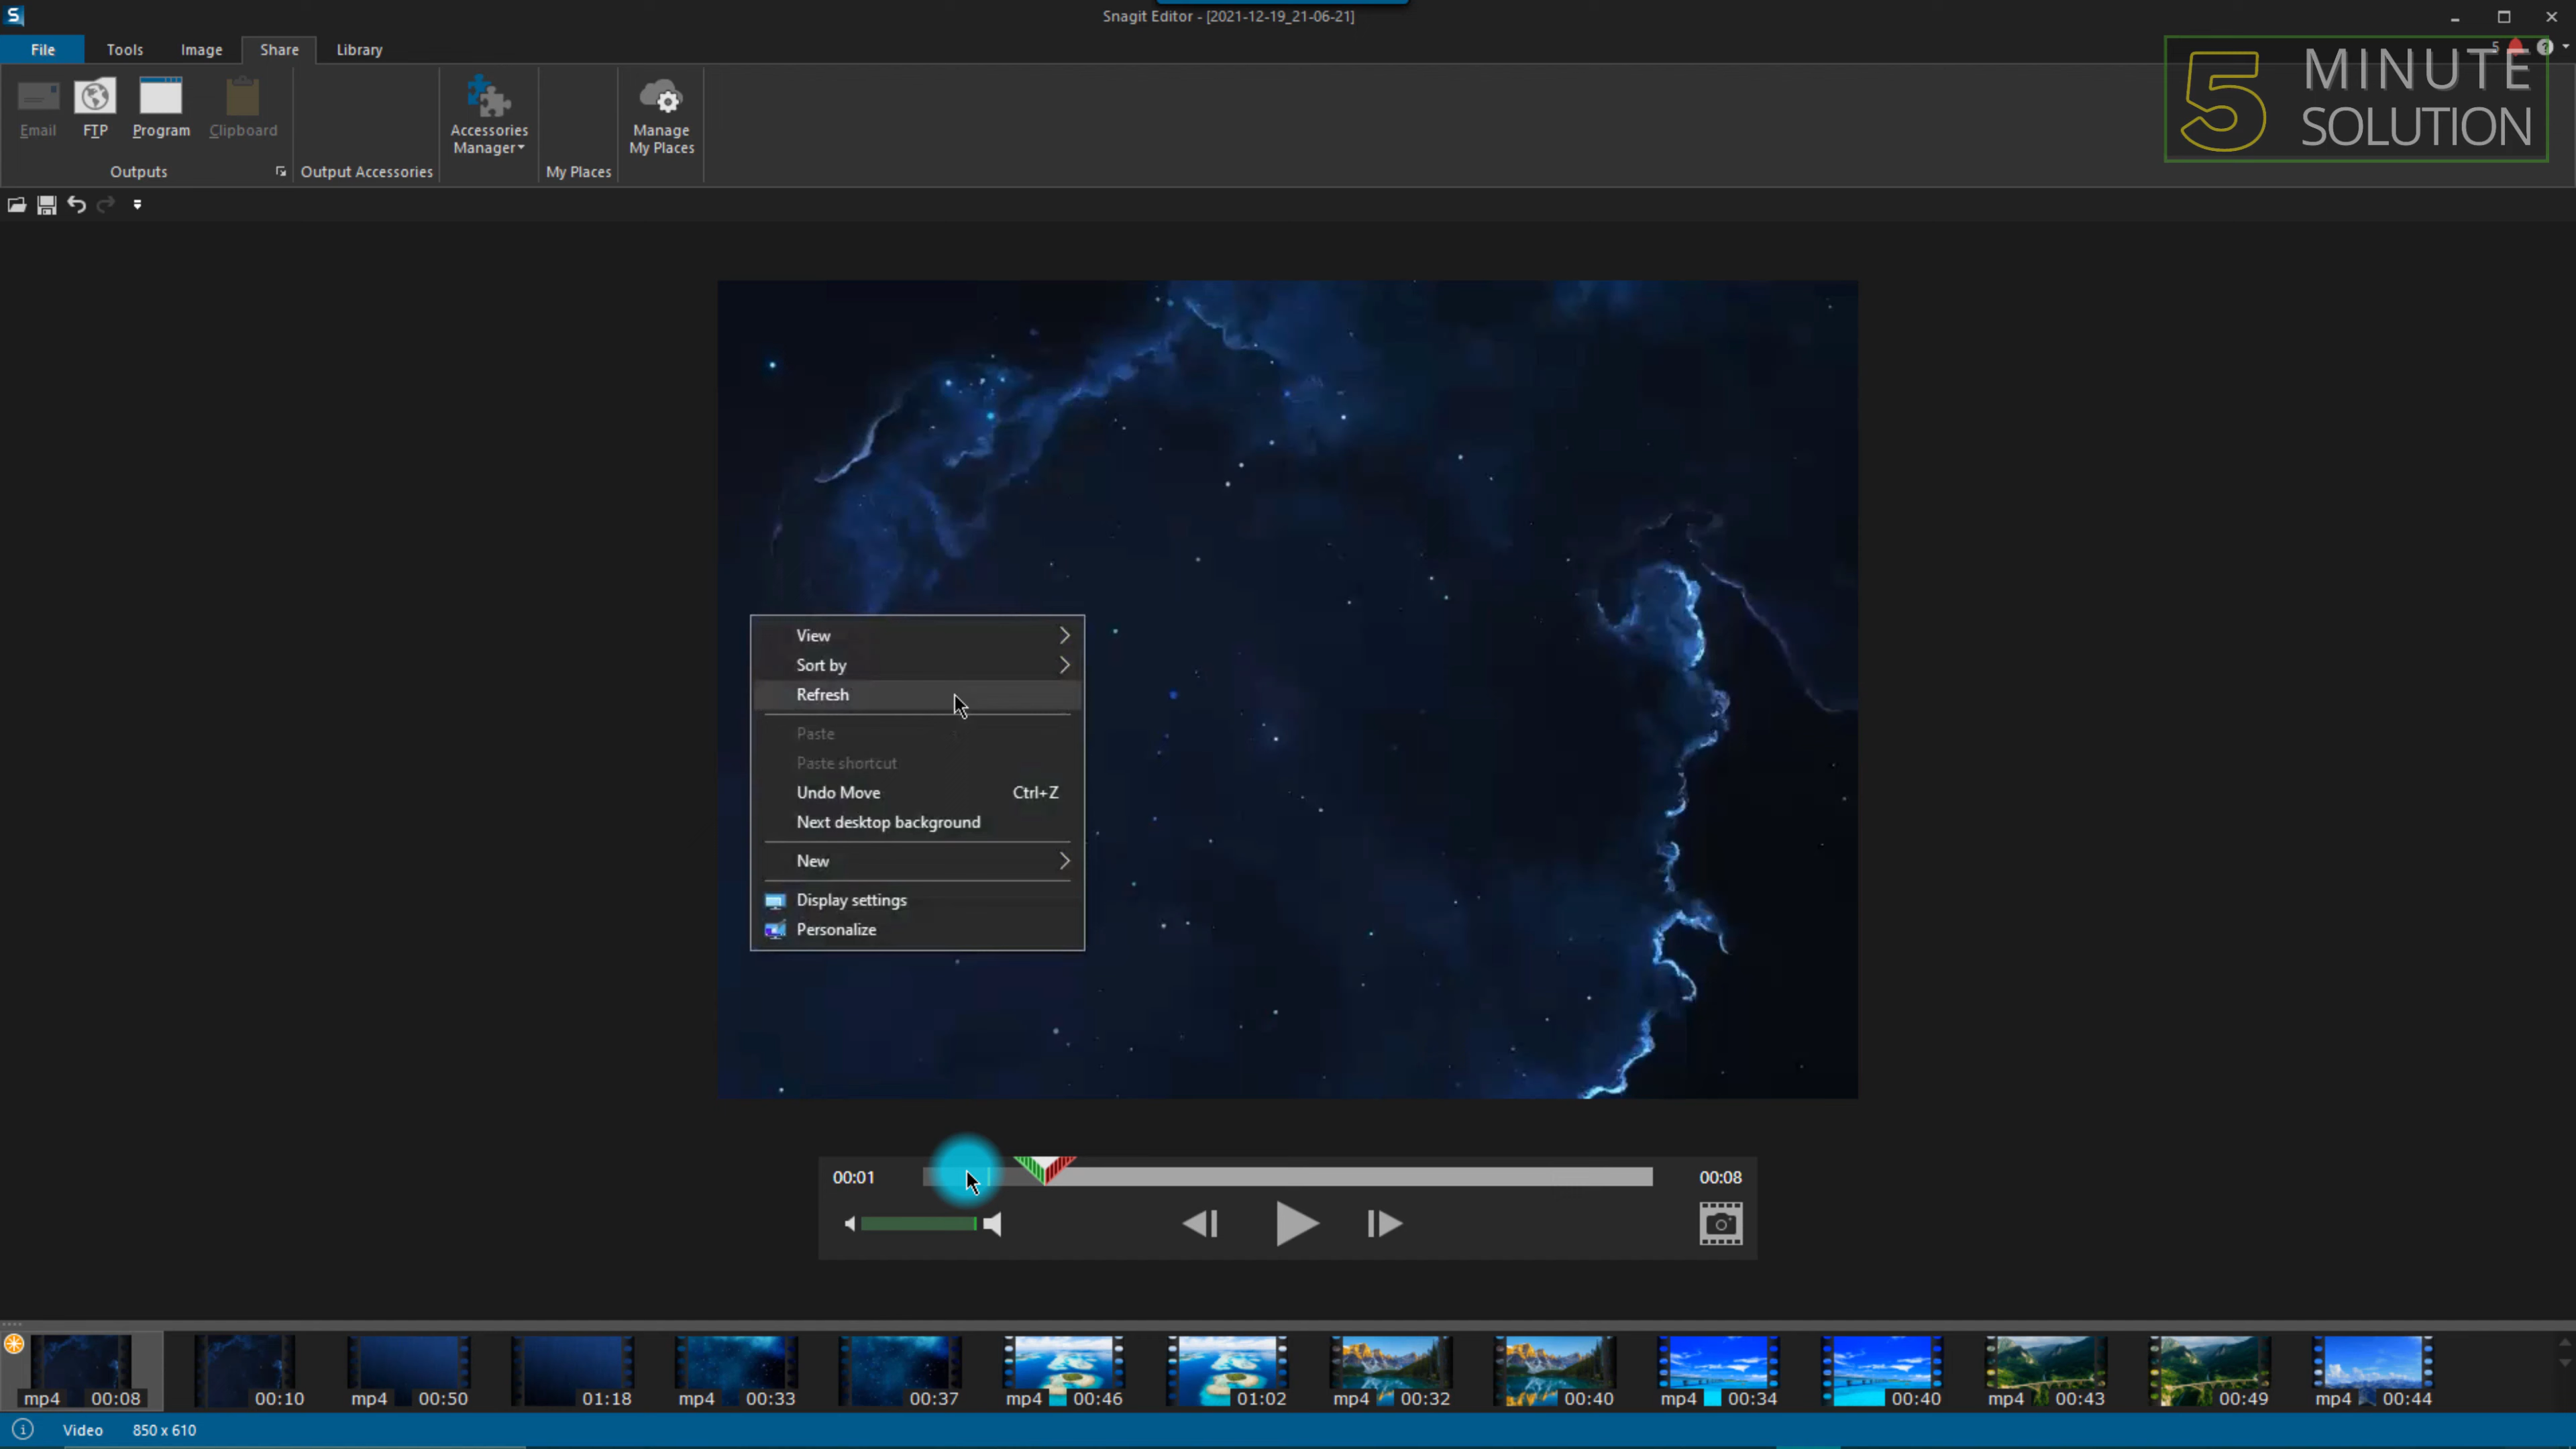 Snagit Editor - [2021-12-19_21-06-21]
File Tools Image Share Library
5
5 MINUTE
SOLUTION
Email FTP Program Clipboard
Accessories
Manager
Manage
My Places
Outputs Output Accessories My Places
View
Sort by
Refresh
Paste
Paste shortcut
Undo Move Ctrl+Z
Next desktop background
New
Display settings
Personalize
00:01 00:08
mp4 00:08 00:10 mp4 00:50 01:18 mp4 00:33 00:37 mp4 00:46 01:02 mp4 00:32 00:40 mp4 00:34 00:40 mp4 00:43 00:49 mp4 00:44
Video 850 x 610